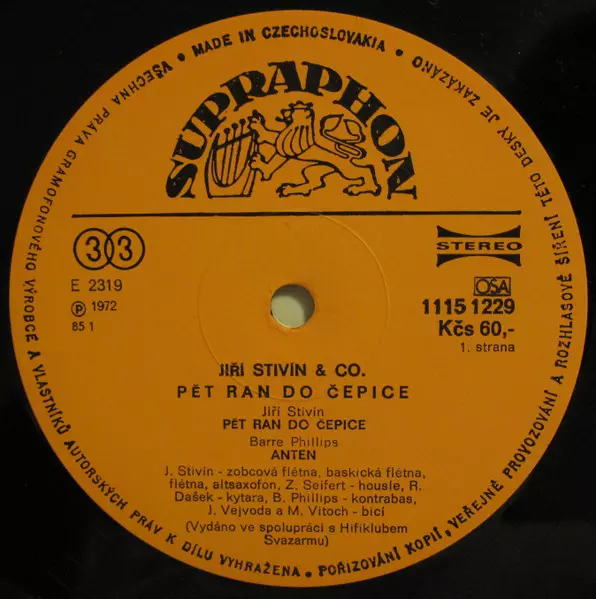 VŠECHNA PRÁVA GRAMOFONOVÉHO VÝROBCE A VLASTNÍKŮ AUTORSKÝCH PRÁV K DÍLU VYHRAŽENA • POŘIZOVÁNÍ KOPIÍ, VEŘEJNÉ PROVOZOVÁNÍ A ROZHLASOVÉ ŠÍŘENÍ TÉTO DESKY JE ZAKÁZÁNO • MADE IN CZECHOSLOVAKIA •
SUPRAPHON
33
STEREO
E 2319
℗ 1972
85 1
OSA
1115 1229
Kčs 60,-
1. strana
JIŘÍ STIVÍN & CO.
PĚT RAN DO ČEPICE
Jiří Stivín
PĚT RAN DO ČEPICE
Barre Phillips
ANTEN
J. Stivín - zobcová flétna, baskická flétna,
flétna, altsaxofon, Z. Seifert - housle, R.
Dašek - kytara, B. Phillips - kontrabas,
J. Vejvoda a M. Vitoch - bicí
(Vydáno ve spolupráci s Hifiklubem
Svazarmu)